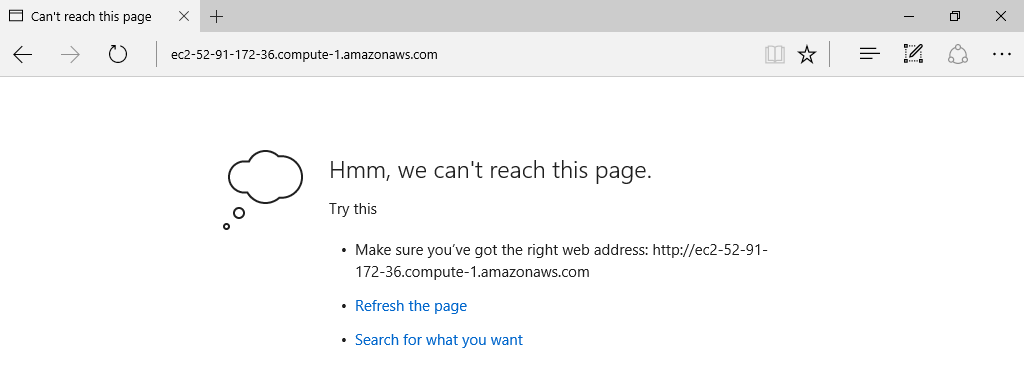 Can't reach this page
ec2-52-91-172-36.compute-1.amazonaws.com
Hmm, we can't reach this page.
Try this
• Make sure you've got the right web address: http://ec2-52-91-
172-36.compute-1.amazonaws.com
• Refresh the page
• Search for what you want